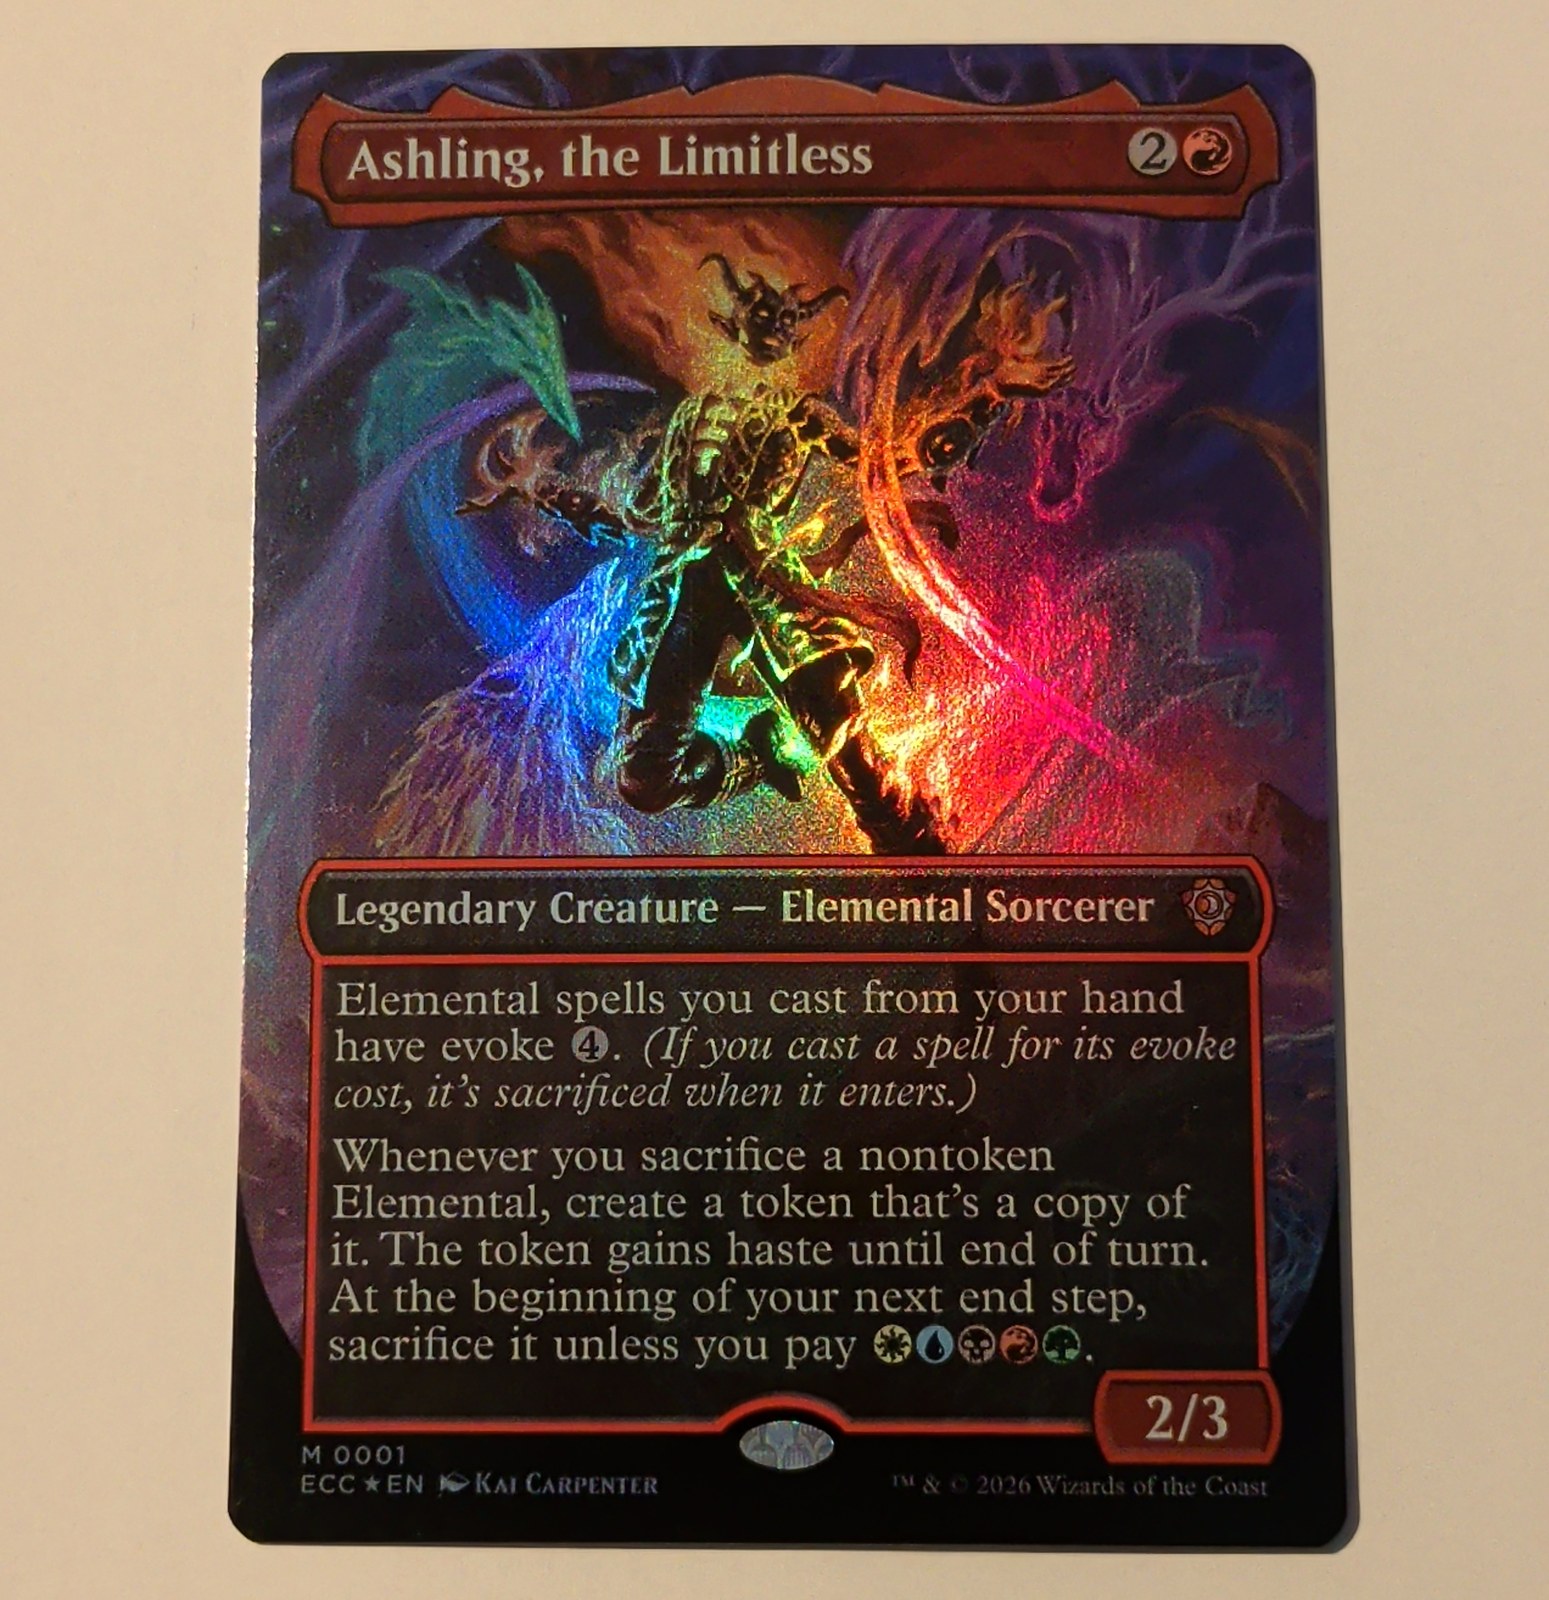 Ashling, the Limitless 2
Legendary Creature — Elemental Sorcerer
Elemental spells you cast from your hand
have evoke 4. (If you cast a spell for its evoke
cost, it's sacrificed when it enters.)
Whenever you sacrifice a nontoken
Elemental, create a token that's a copy of
it. The token gains haste until end of turn.
At the beginning of your next end step,
sacrifice it unless you pay .
2/3
M 0001
ECC★EN Kai Carpenter
™ & © 2026 Wizards of the Coast